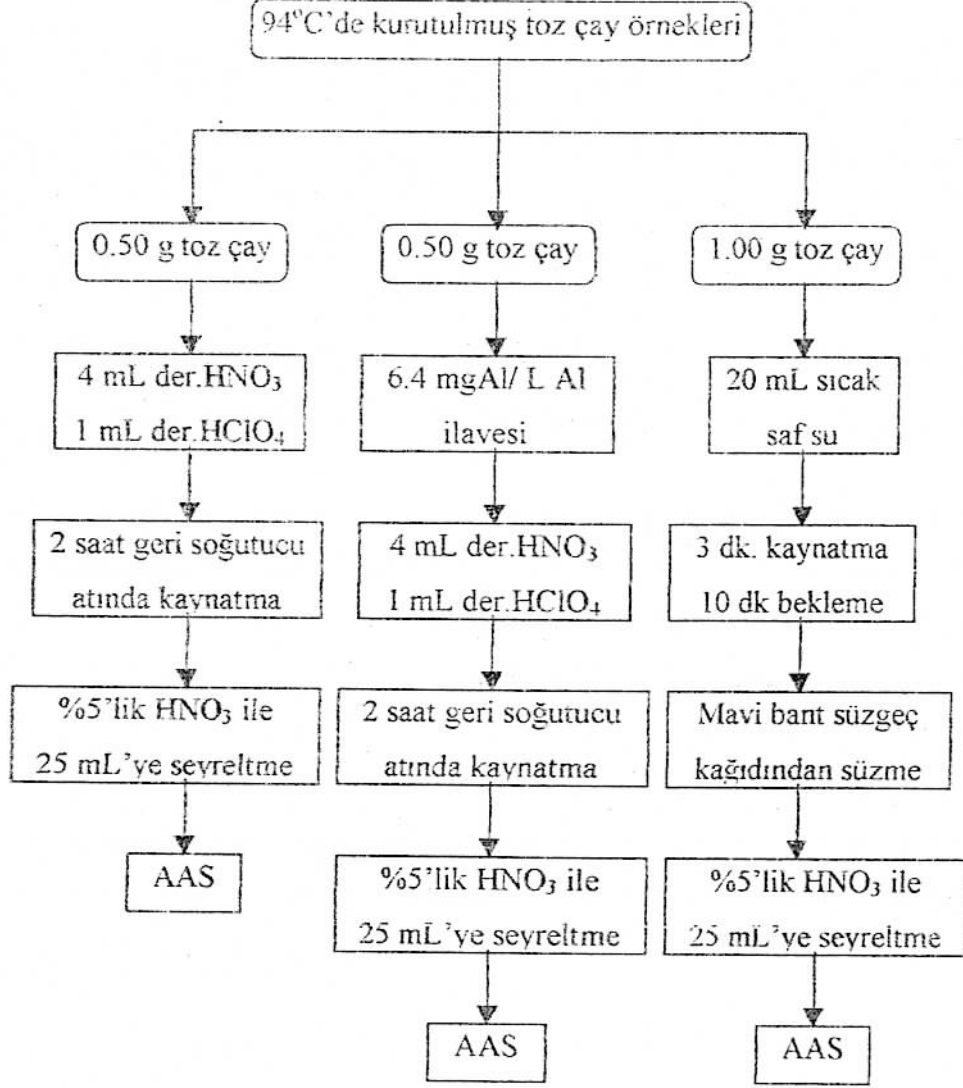 94°C'de kurutulmuş toz çay örnekleri
0.50 g toz çay
4 mL der.HNO₃
1 mL der.HClO₄
2 saat geri soğutucu
atında kaynatma
%5'lik HNO₃ ile
25 mL'ye seyreltme
AAS
0.50 g toz çay
6.4 mgAl/ L Al
ilavesi
4 mL der.HNO₃
1 mL der.HClO₄
2 saat geri soğutucu
atında kaynatma
%5'lik HNO₃ ile
25 mL'ye seyreltme
AAS
1.00 g toz çay
20 mL sıcak
saf su
3 dk. kaynatma
10 dk bekleme
Mavi bant süzgeç
kağıdından süzme
%5'lik HNO₃ ile
25 mL'ye seyreltme
AAS